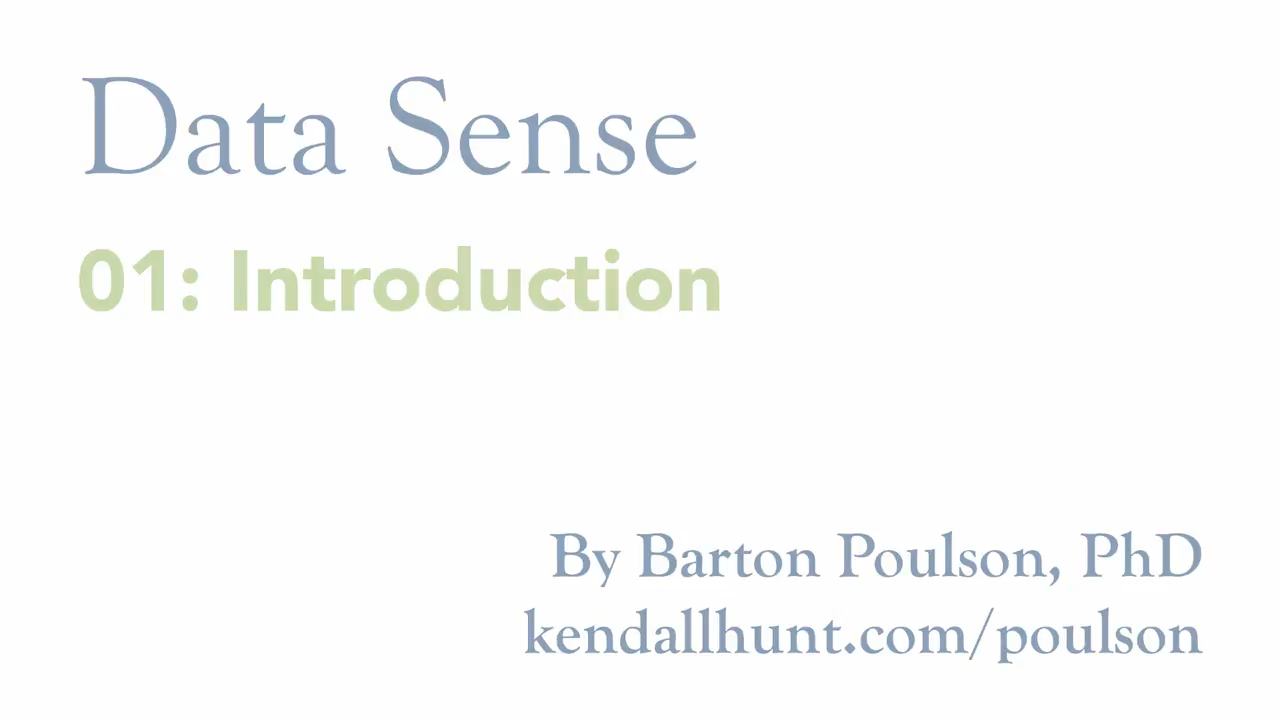 Data Sense
01: Introduction
By Barton Poulson, PhD
kendallhunt.com/poulson